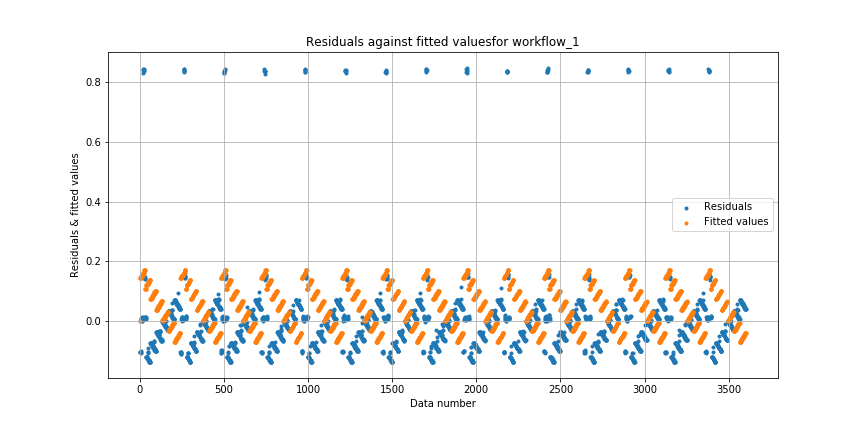 Residuals against fitted valuesfor workflow_1
Residuals & fitted values
0.8
0.6
0.4
0.2
0.0
Residuals
Fitted values
0
500
1000
1500
2000
2500
3000
3500
Data number